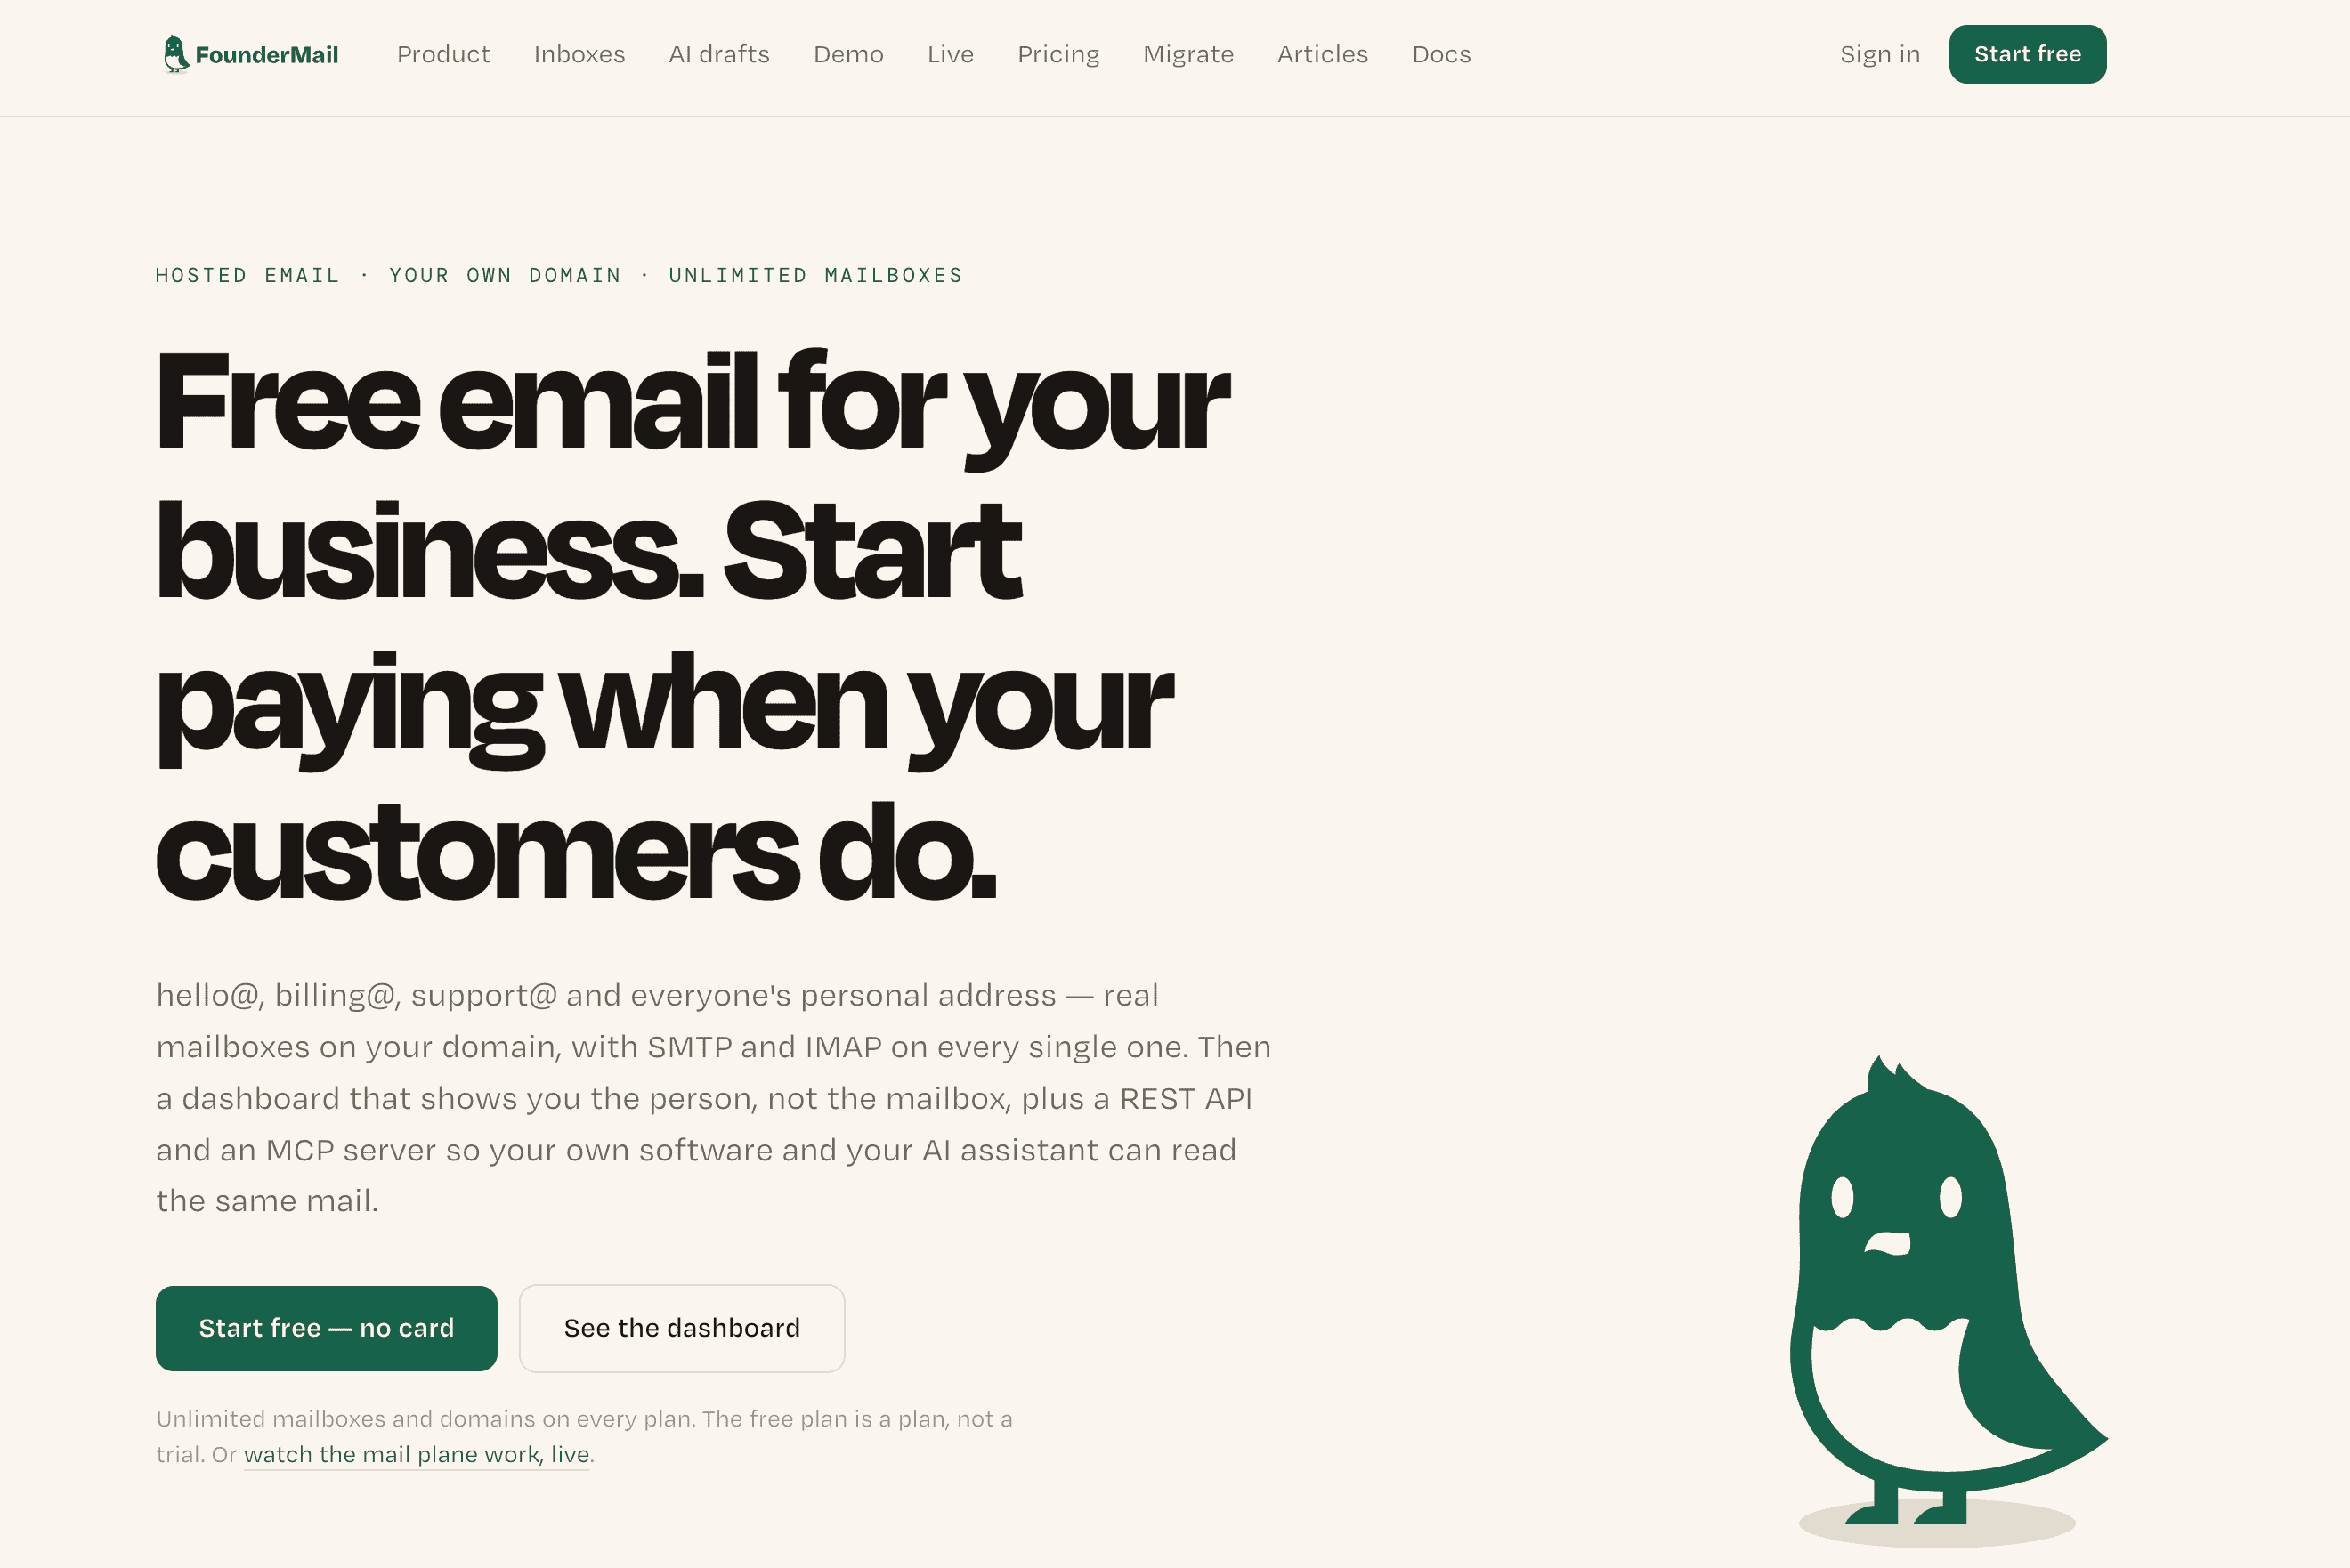 FounderMail
Product
Inboxes
AI drafts
Demo
Live
Pricing
Migrate
Articles
Docs
Sign in
Start free
HOSTED EMAIL · YOUR OWN DOMAIN · UNLIMITED MAILBOXES
Free email for your
business. Start
paying when your
customers do.
hello@, billing@, support@ and everyone's personal address — real
mailboxes on your domain, with SMTP and IMAP on every single one. Then
a dashboard that shows you the person, not the mailbox, plus a REST API
and an MCP server so your own software and your AI assistant can read
the same mail.
Start free — no card
See the dashboard
Unlimited mailboxes and domains on every plan. The free plan is a plan, not a
trial. Or watch the mail plane work, live.